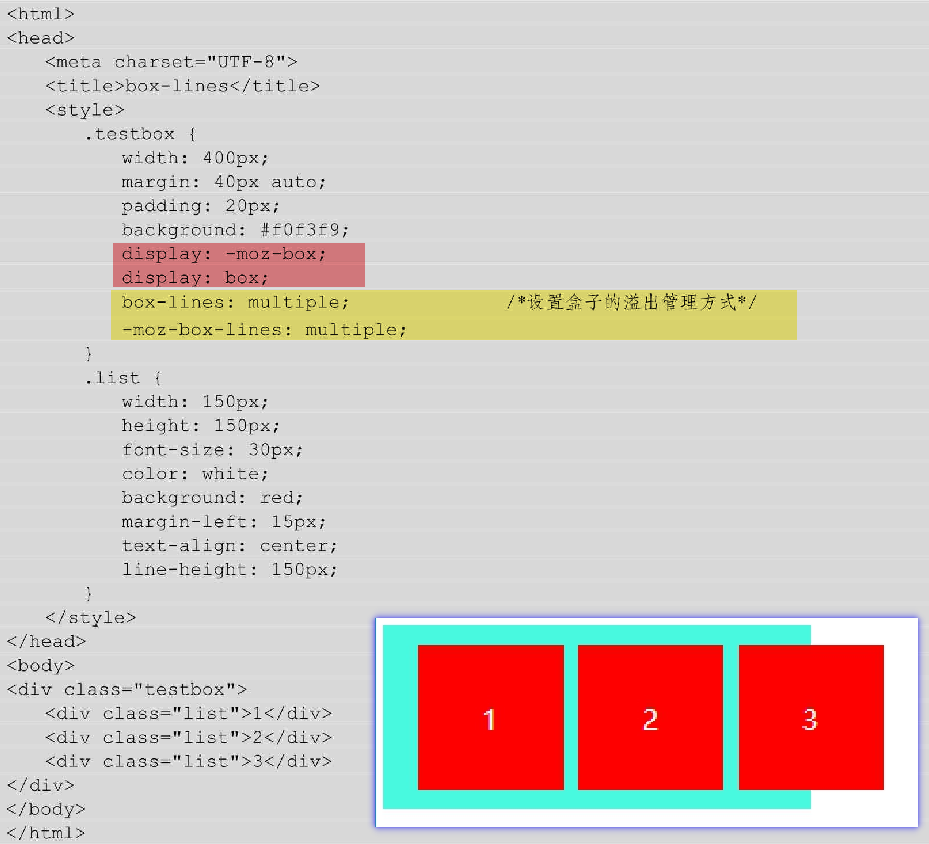 <html>
<head>
<meta charset="UTF-8">
<title>box-lines</title>
<style>
.testbox {
width: 400px;
margin: 40px auto;
padding: 20px;
background: #f0f3f9;
display: -moz-box;
display: box;
box-lines: multiple; /*设置盒子的溢出管理方式*/
-moz-box-lines: multiple;
}
.list {
width: 150px;
height: 150px;
font-size: 30px;
color: white;
background: red;
margin-left: 15px;
text-align: center;
line-height: 150px;
}
</style>
</head>
<body>
<div class="testbox">
<div class="list">1</div>
<div class="list">2</div>
<div class="list">3</div>
</div>
</body>
</html>
1 2 3